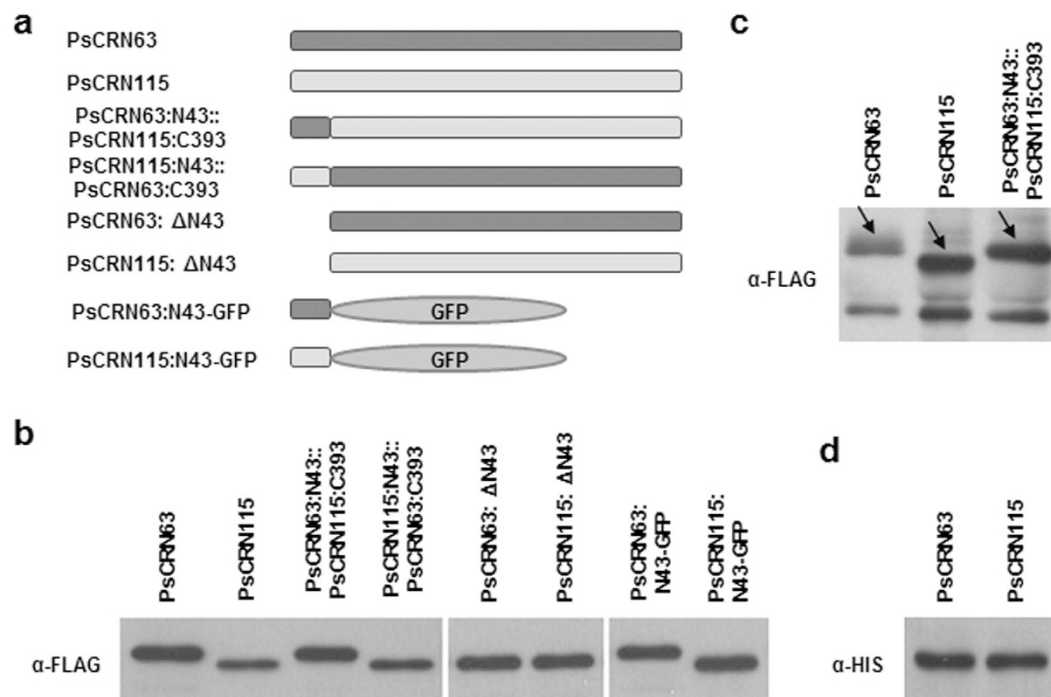 a
PsCRN63
PsCRN115
PsCRN63:N43::
PsCRN115:C393
PsCRN115:N43::
PsCRN63:C393
PsCRN63: ΔN43
PsCRN115: ΔN43
PsCRN63:N43-GFP
GFP
PsCRN115:N43-GFP
GFP
b
PsCRN63
PsCRN115
PsCRN63:N43::
PsCRN115:C393
PsCRN115:N43::
PsCRN63:C393
PsCRN63: ΔN43
PsCRN115: ΔN43
PsCRN63:
N43-GFP
PsCRN115:
N43-GFP
α-FLAG
c
PsCRN63
PsCRN115
PsCRN63:N43::
PsCRN115:C393
α-FLAG
d
PsCRN63
PsCRN115
α-HIS